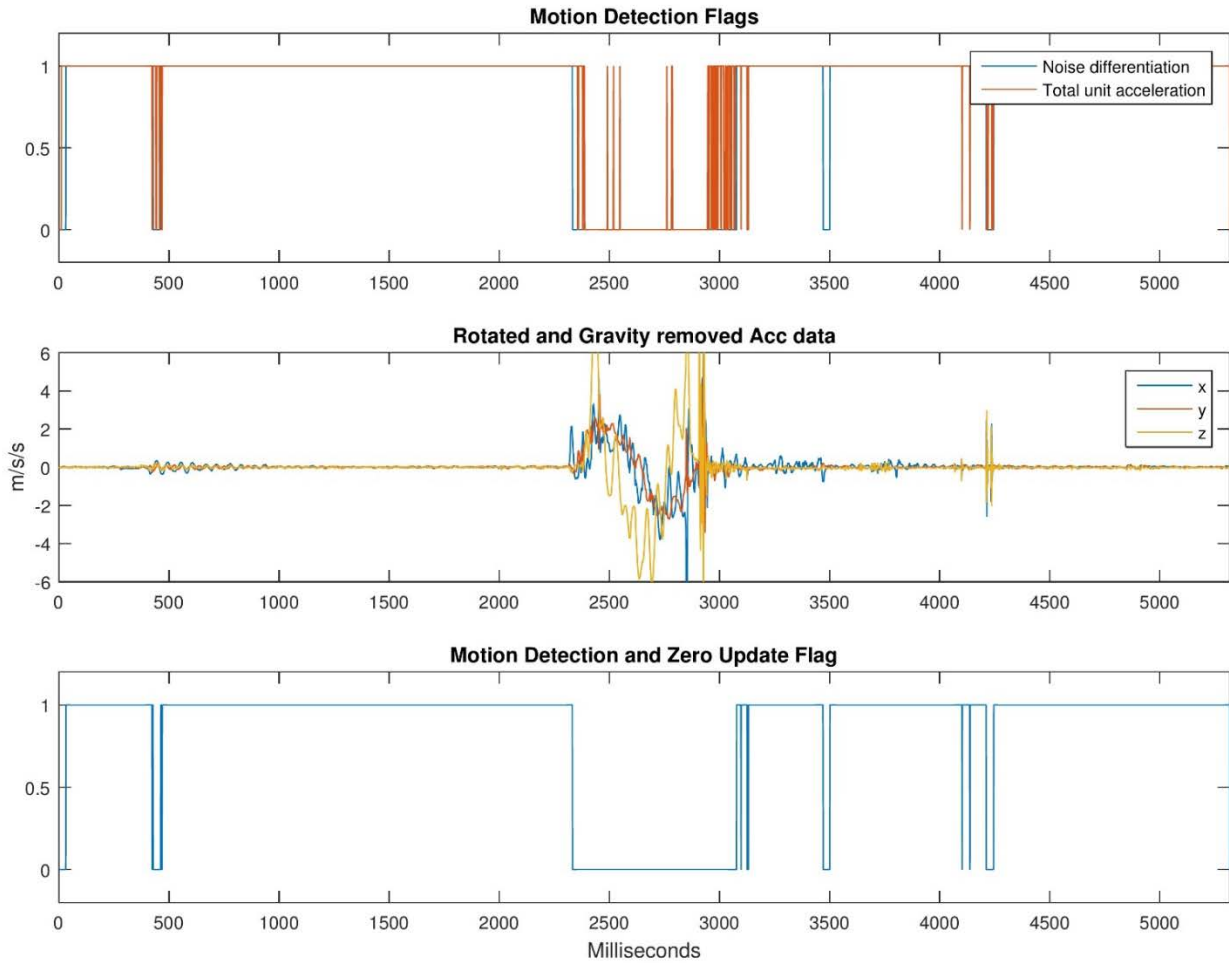 Motion Detection Flags
1
0.5
0
Noise differentiation
Total unit acceleration
0 500 1000 1500 2000 2500 3000 3500 4000 4500 5000
Rotated and Gravity removed Acc data
6
4
2
0
-2
-4
-6
m/s/s
x
y
z
0 500 1000 1500 2000 2500 3000 3500 4000 4500 5000
Motion Detection and Zero Update Flag
1
0.5
0
0 500 1000 1500 2000 2500 3000 3500 4000 4500 5000
Milliseconds